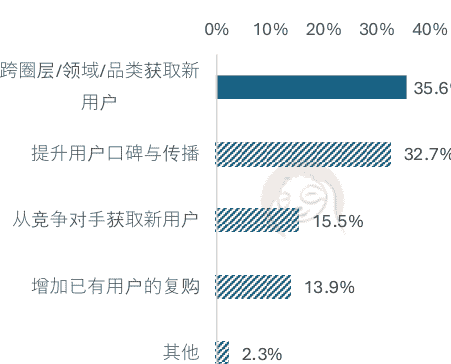 0% 10% 20% 30% 40%
跨圈层/领域/品类获取新
用户
35.6%
提升用户口碑与传播 32.7%
从竞争对手获取新用户 15.5%
增加已有用户的复购 13.9%
其他 2.3%